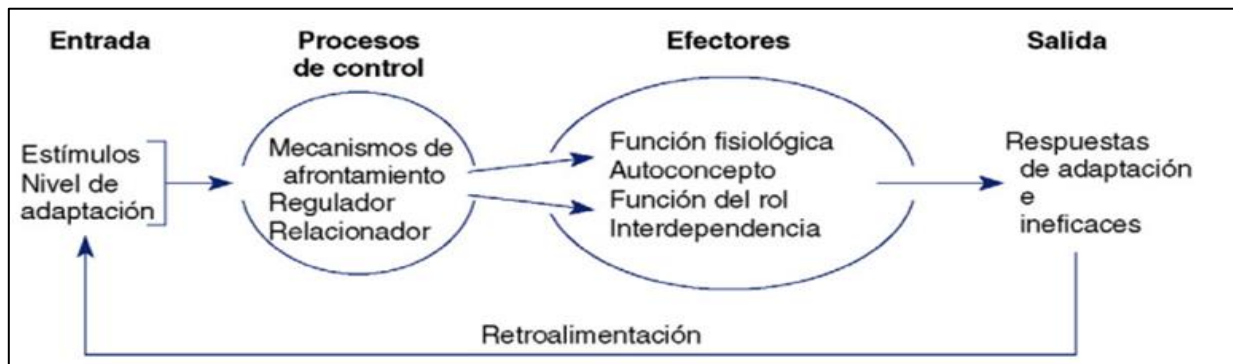 Entrada
Procesos
de control
Efectores
Salida
Estímulos
Nivel de
adaptación
Mecanismos de
afrontamiento
Regulador
Relacionador
Función fisiológica
Autoconcepto
Función del rol
Interdependencia
Respuestas
de adaptación
e
ineficaces
Retroalimentación